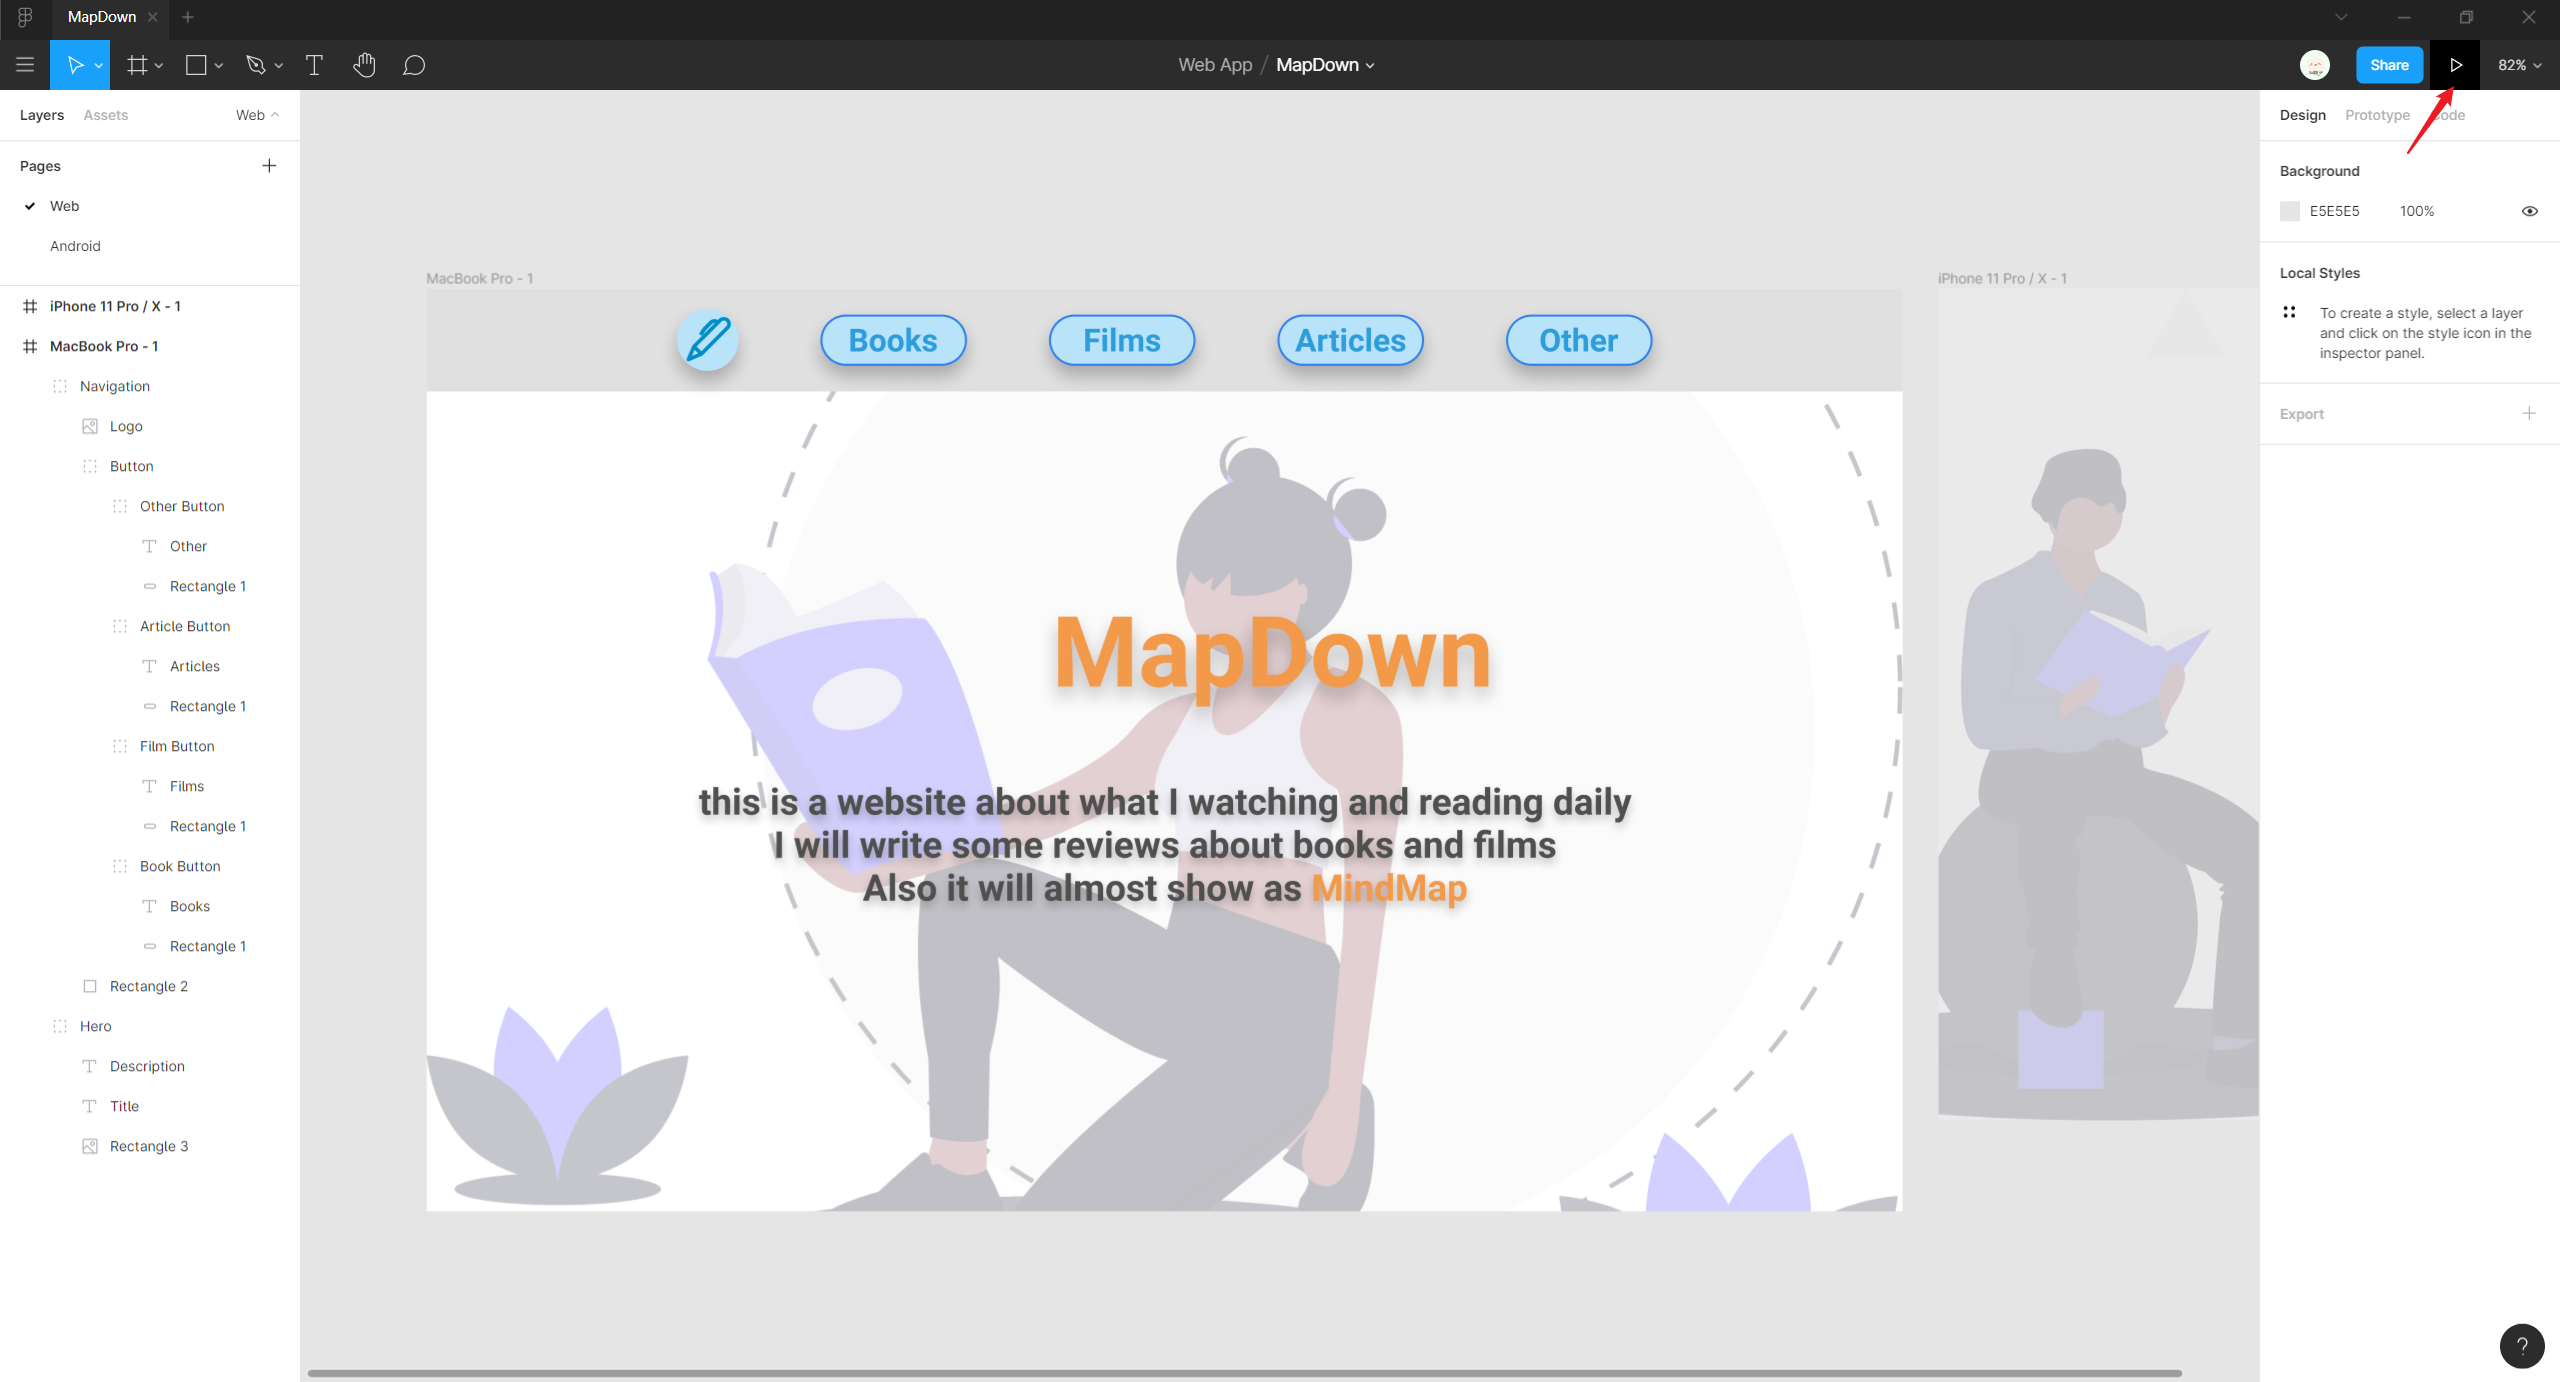 MapDown
Web App / MapDown
Share
82%
Layers Assets Web
Pages
Web
Android
iPhone 11 Pro / X - 1
MacBook Pro - 1
Navigation
Logo
Button
Other Button
Other
Rectangle 1
Article Button
Articles
Rectangle 1
Film Button
Films
Rectangle 1
Book Button
Books
Rectangle 1
Rectangle 2
Hero
Description
Title
Rectangle 3
MacBook Pro - 1
Books Films Articles Other
MapDown
this is a website about what I watching and reading daily
I will write some reviews about books and films
Also it will almost show as MindMap
iPhone 11 Pro / X - 1
Design Prototype
Background
E5E5E5 100%
Local Styles
To create a style, select a layer
and click on the style icon in the
inspector panel.
Export
?